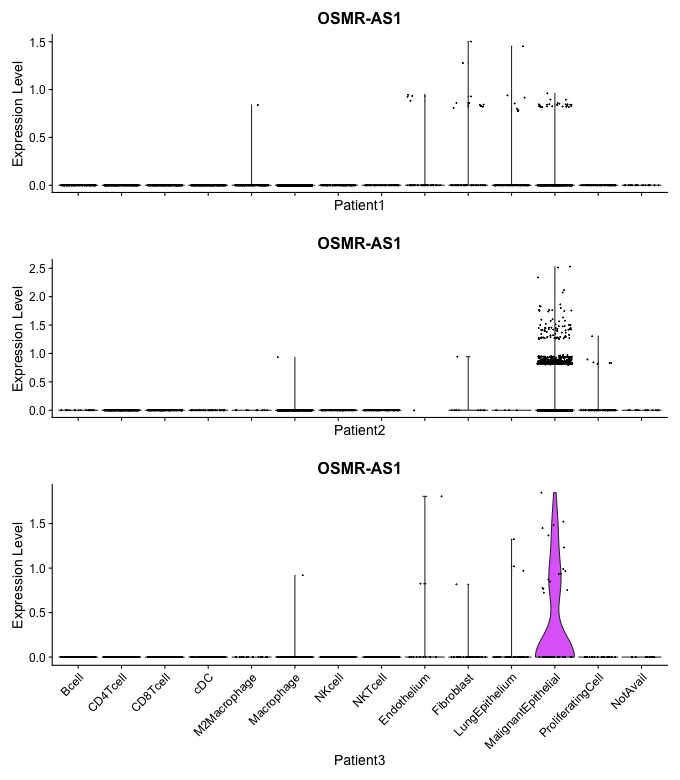 OSMR-AS1
Expression Level
1.5
1.0
0.5
0.0
Patient1
OSMR-AS1
Expression Level
2.5
2.0
1.5
1.0
0.5
0.0
Patient2
OSMR-AS1
Expression Level
1.5
1.0
0.5
0.0
Bcell
CD4Tcell
CD8Tcell
cDC
M2Macrophage
Macrophage
NKcell
NKTcell
Endothelium
Fibroblast
LungEpithelium
MalignantEpithelial
ProliferatingCell
NotAvail
Patient3